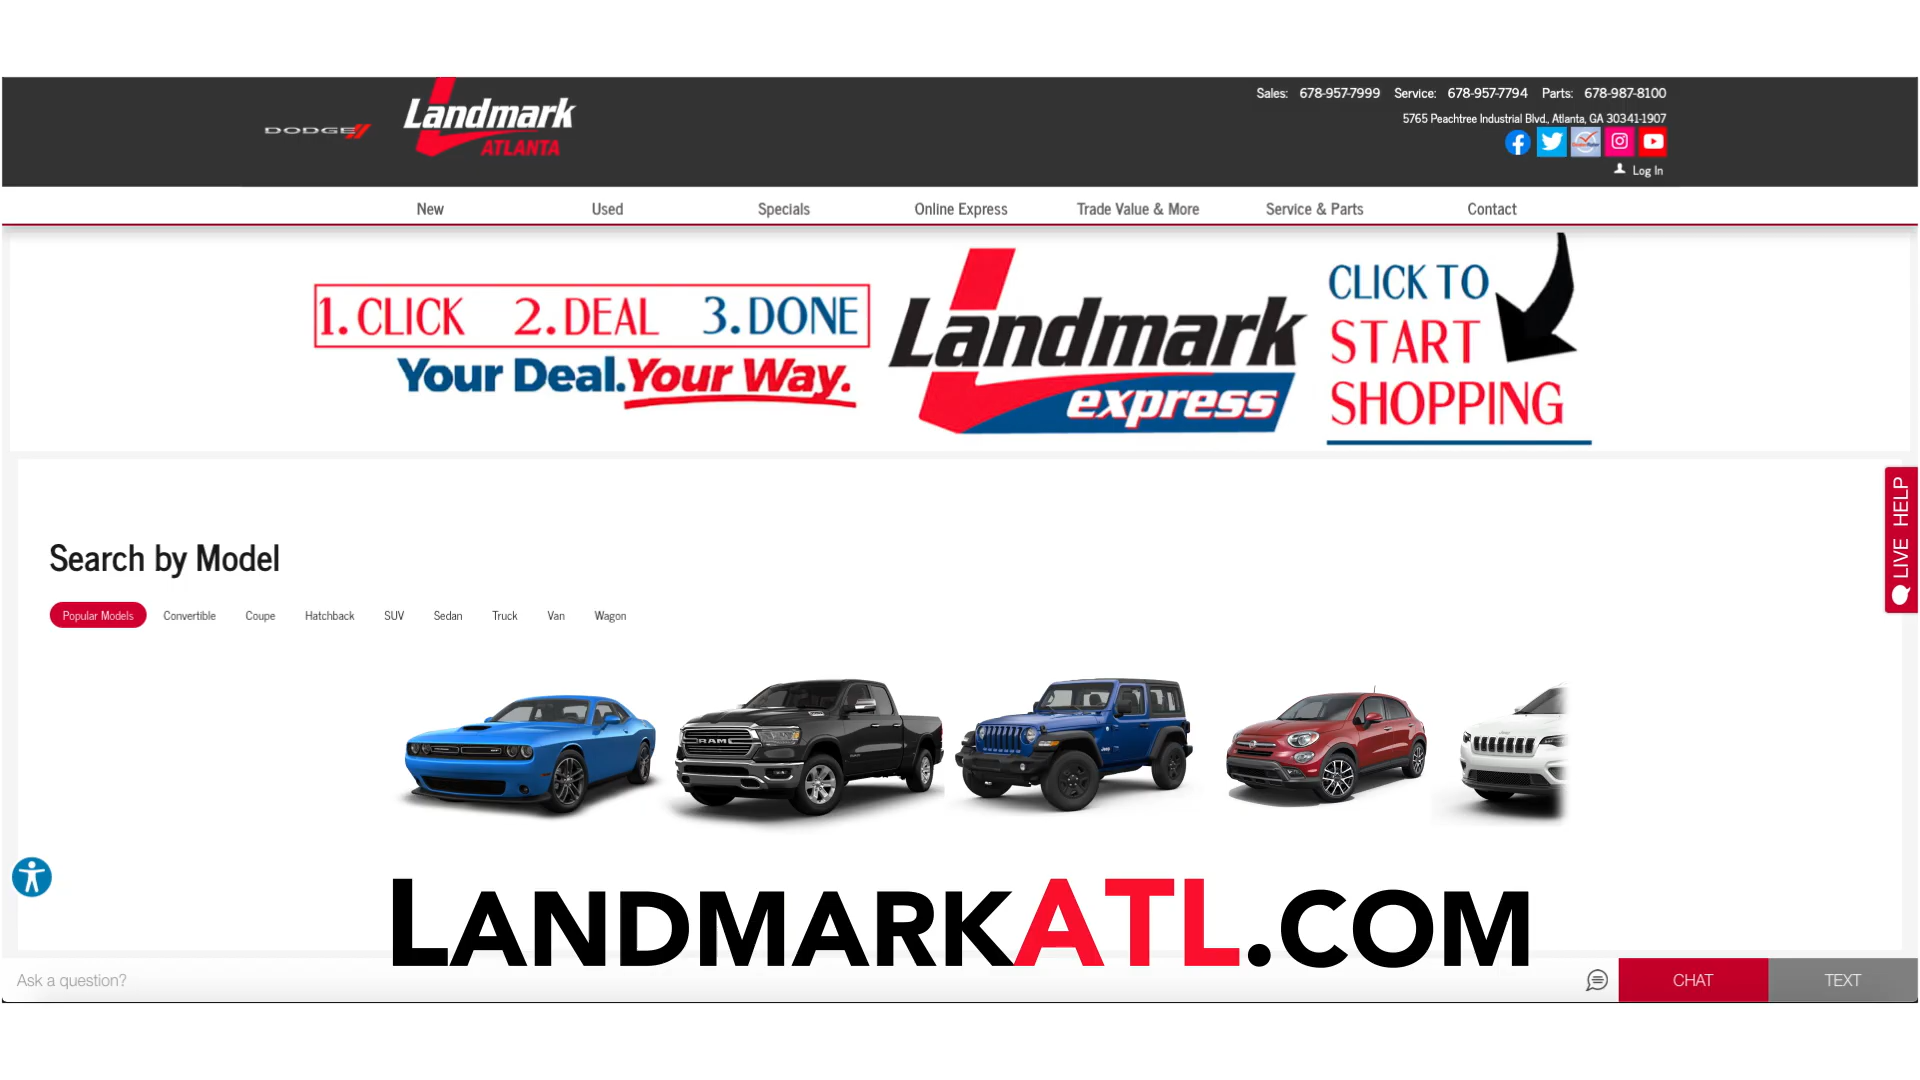 DODGE
Landmark
ATLANTA
Sales: 678-957-7999 Service: 678-957-7794 Parts: 678-987-8100
5765 Peachtree Industrial Blvd., Atlanta, GA 30341-1907
Log In
New Used Specials Online Express Trade Value & More Service & Parts Contact
1. CLICK 2. DEAL 3. DONE
Your Deal. Your Way.
Landmark
express
CLICK TO
START
SHOPPING
LIVE HELP
Search by Model
Popular Models Convertible Coupe Hatchback SUV Sedan Truck Van Wagon
RAM
LANDMARKATL.COM
Ask a question? CHAT TEXT